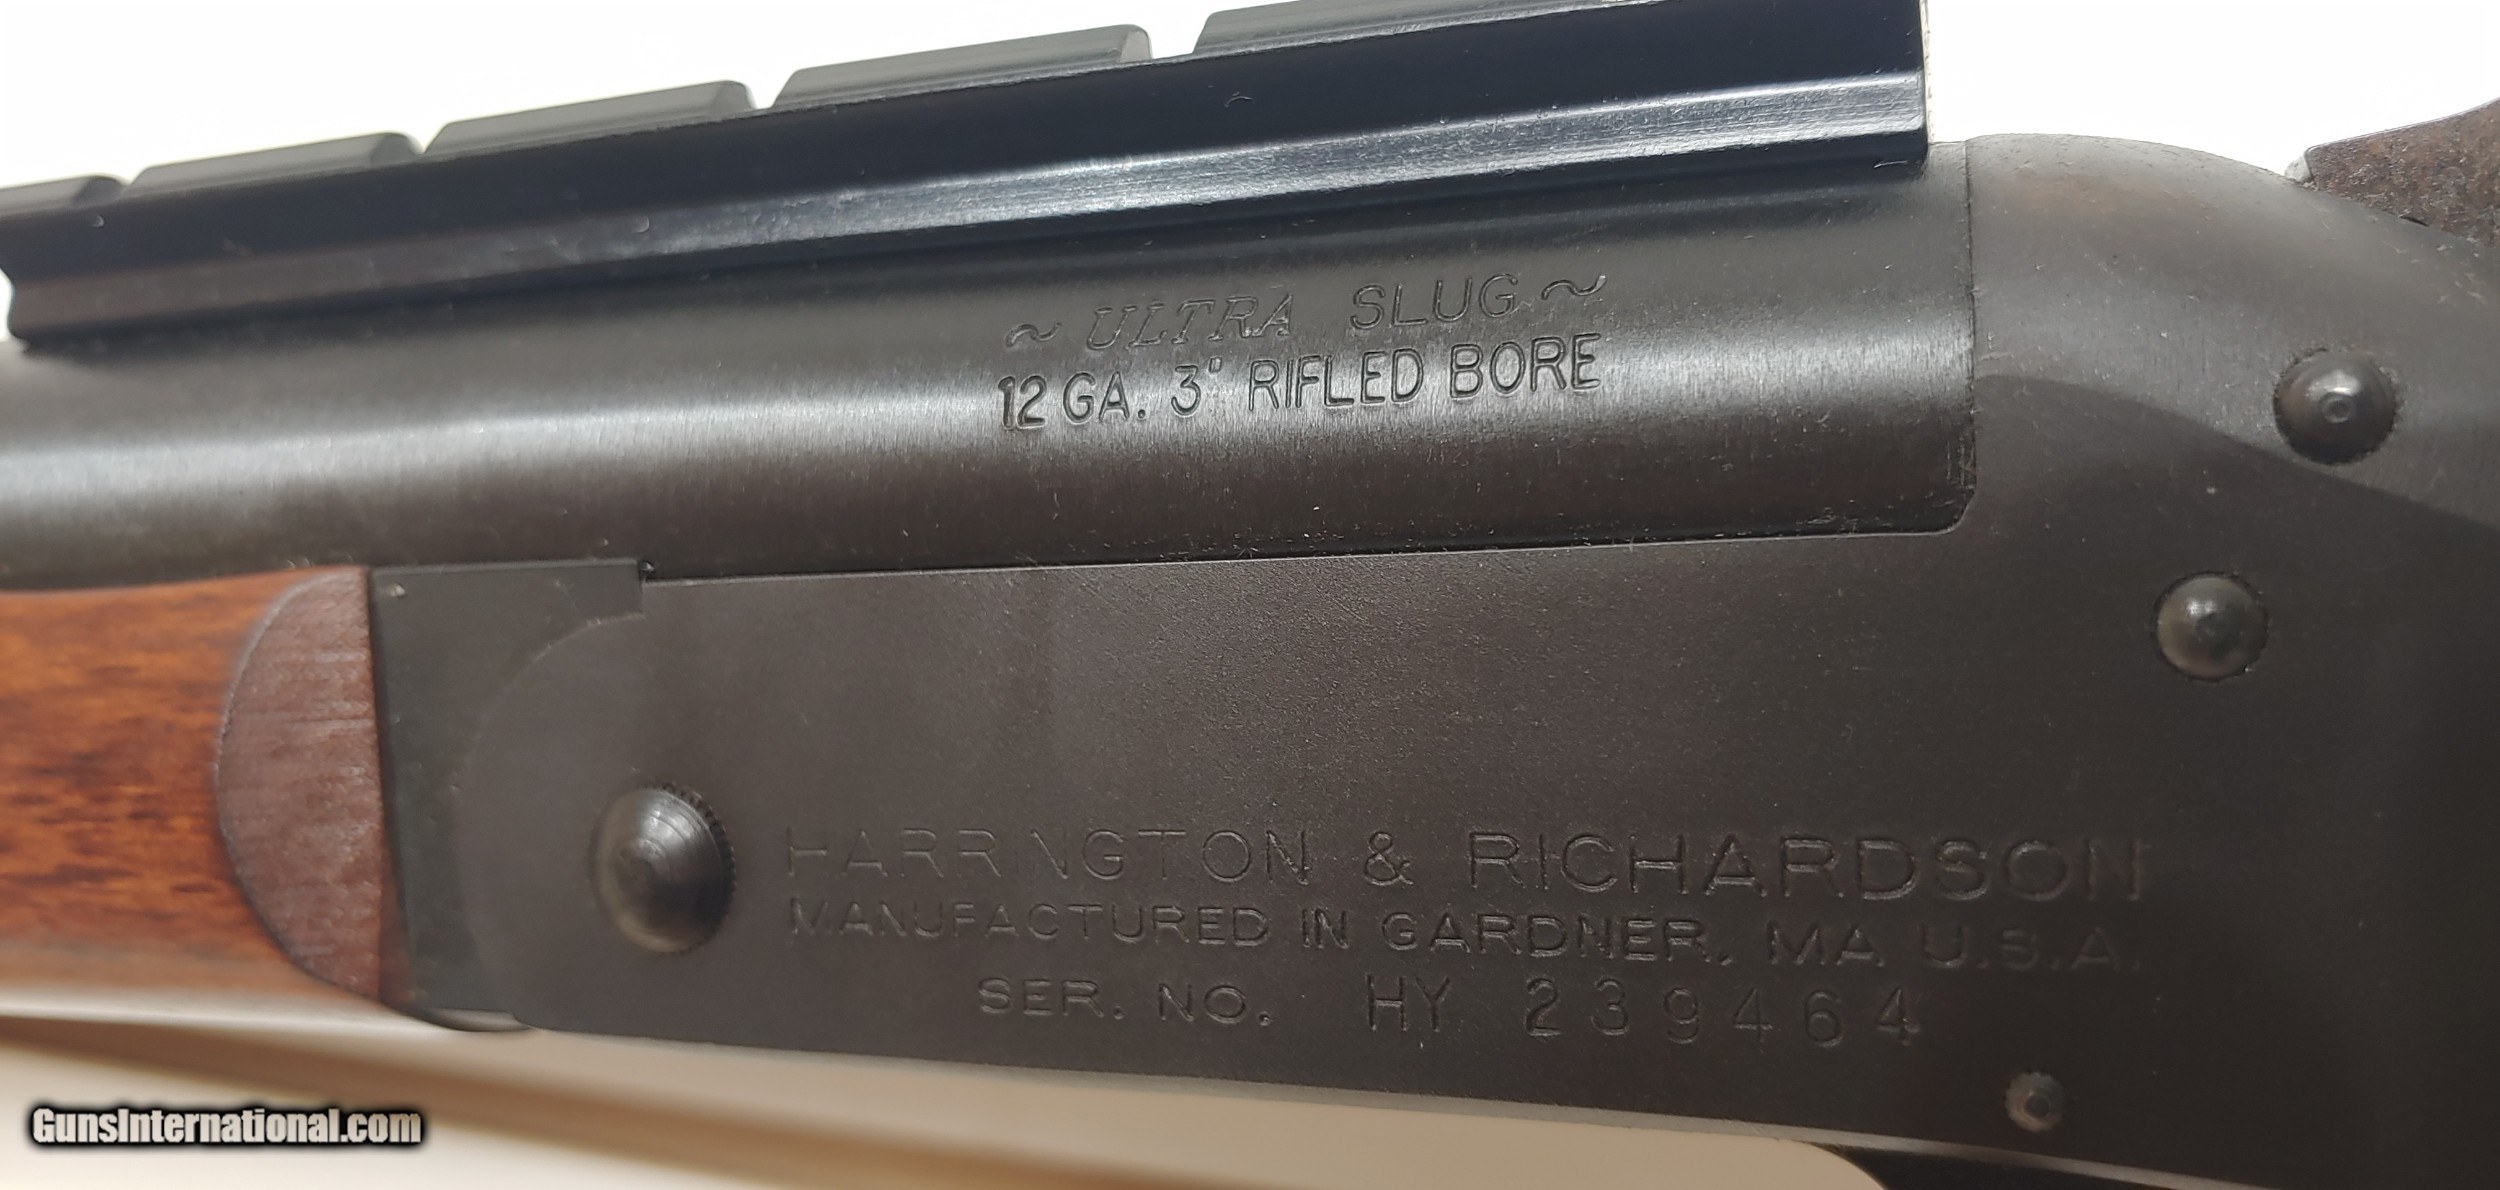 ~ ULTRA SLUG ~
12 GA. 3" RIFLED BORE
HARRINGTON & RICHARDSON
MANUFACTURED IN GARDNER, MA U.S.A.
SER. NO. HY 239464
GunsInternational.com